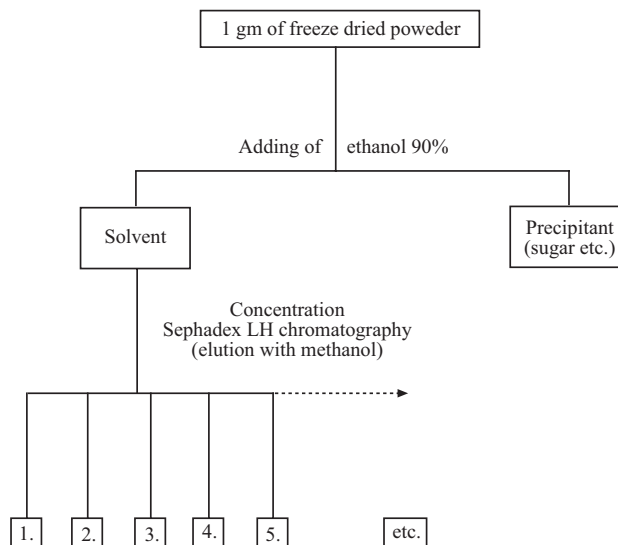 1 gm of freeze dried poweder
Adding of ethanol 90%
Solvent
Precipitant
(sugar etc.)
Concentration
Sephadex LH chromatography
(elution with methanol)
1. 2. 3. 4. 5. etc.